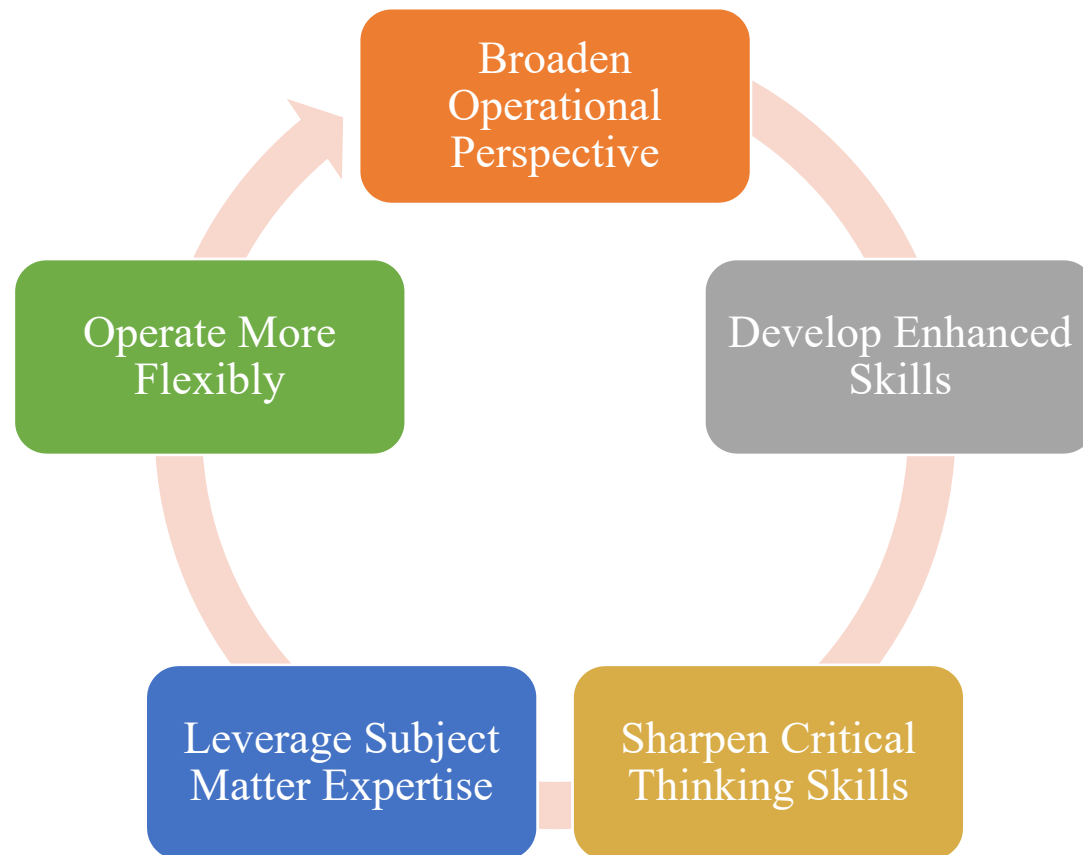 Broaden
Operational
Perspective
Develop Enhanced
Skills
Sharpen Critical
Thinking Skills
Leverage Subject
Matter Expertise
Operate More
Flexibly